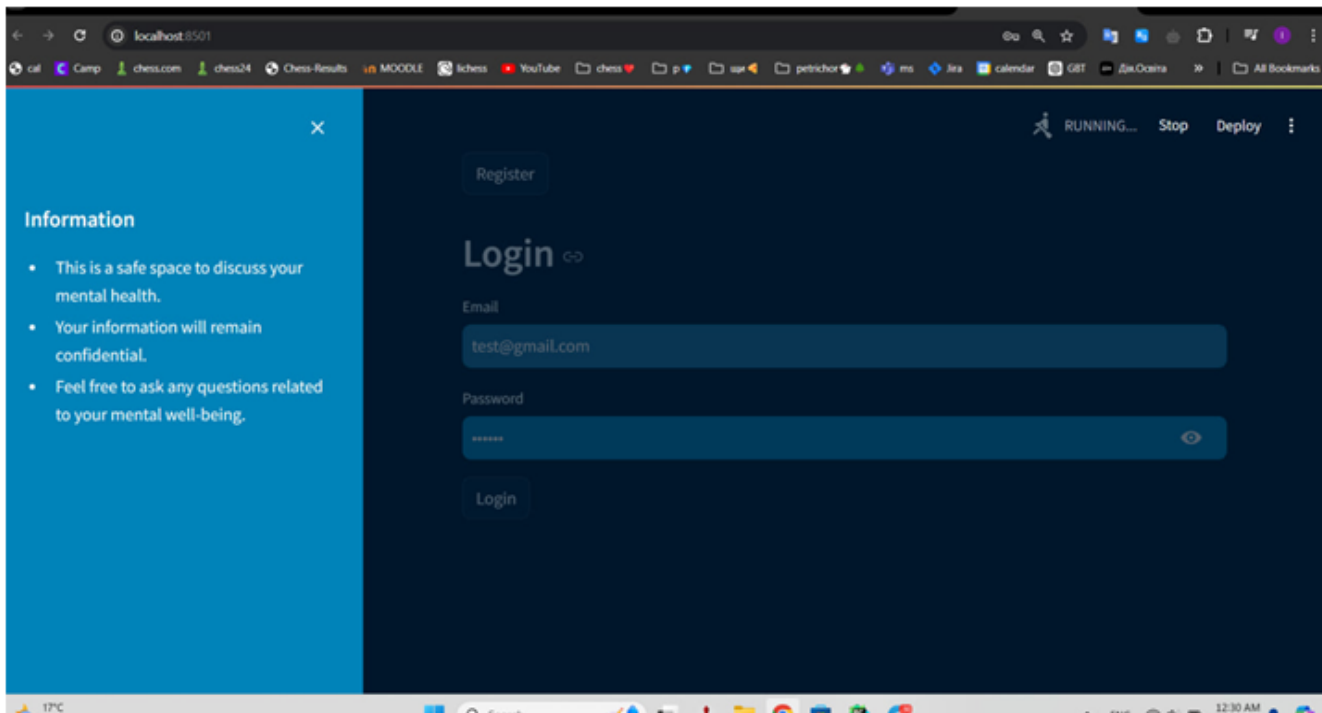 localhost:8501
cal Camp chess.com chess24 Chess-Results MOODLE lichess YouTube chess p petrichor ms Jira calendar GBT Дія.Освіта » All Bookmarks
RUNNING... Stop Deploy
Register
Information
This is a safe space to discuss your
mental health.
Your information will remain
confidential.
Feel free to ask any questions related
to your mental well-being.
Login
Email
test@gmail.com
Password
••••••
Login
17°C
12:30 AM